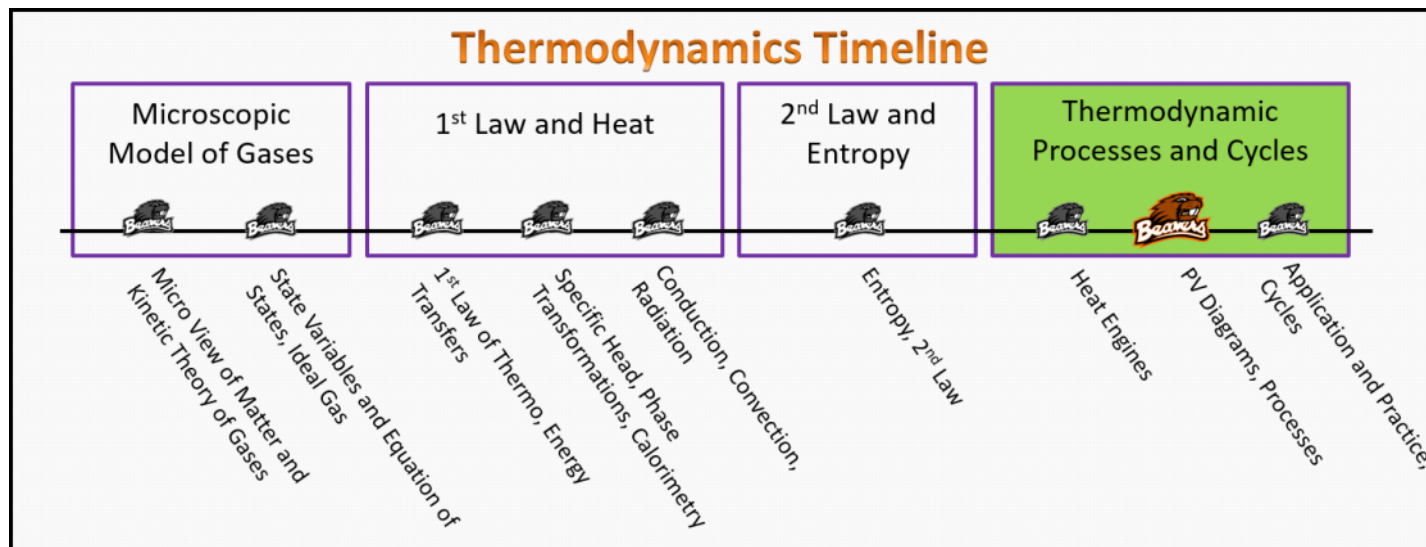 Thermodynamics Timeline
Microscopic
Model of Gases
1st Law and Heat
2nd Law and
Entropy
Thermodynamic
Processes and Cycles
Beavers
Beavers
Beavers
Beavers
Beavers
Beavers
Beavers
Beavers
Beavers
Micro View of Matter and
Kinetic Theory of Gases
State Variables and Equation of
States, Ideal Gas
1st Law of Thermo, Energy
Transfers
Specific Head, Phase
Transformations, Calorimetry
Conduction, Convection,
Radiation
Entropy, 2nd Law
Heat Engines
PV Diagrams, Processes
Application and Practice,
Cycles